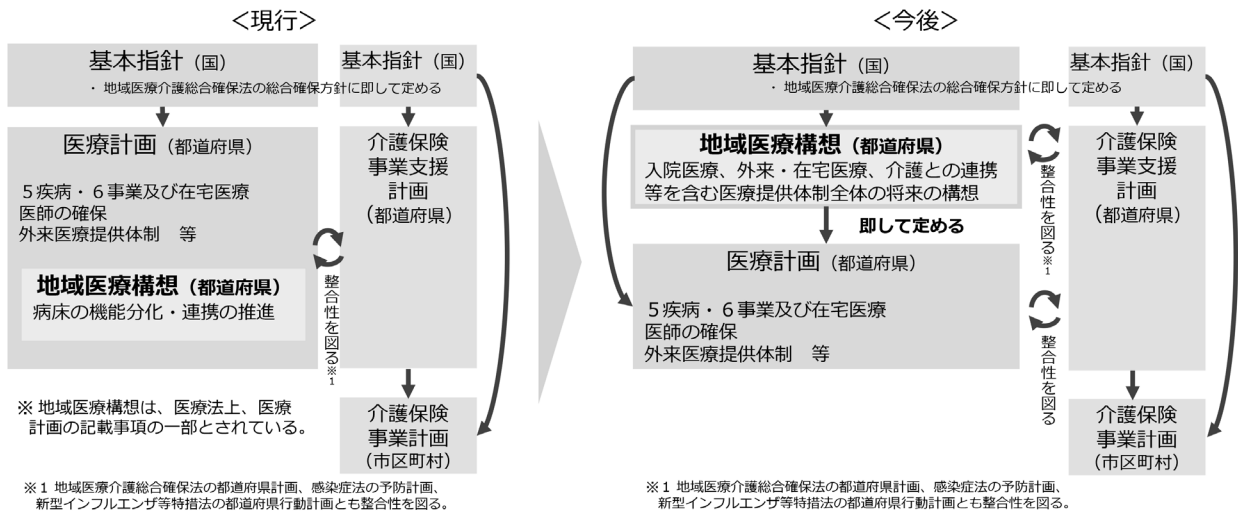 ＜現行＞
基本指針（国）
・ 地域医療介護総合確保法の総合確保方針に即して定める
基本指針（国）
医療計画（都道府県）
５疾病・６事業及び在宅医療
医師の確保
外来医療提供体制　等
地域医療構想（都道府県）
病床の機能分化・連携の推進
整合性を図る※1
介護保険
事業支援
計画
（都道府県）
介護保険
事業計画
（市区町村）
※ 地域医療構想は、医療法上、医療
計画の記載事項の一部とされている。
※１ 地域医療介護総合確保法の都道府県計画、感染症法の予防計画、
新型インフルエンザ等特措法の都道府県行動計画とも整合性を図る。
＜今後＞
基本指針（国）
・ 地域医療介護総合確保法の総合確保方針に即して定める
基本指針（国）
地域医療構想（都道府県）
入院医療、外来・在宅医療、介護との連携
等を含む医療提供体制全体の将来の構想
即して定める
医療計画（都道府県）
５疾病・６事業及び在宅医療
医師の確保
外来医療提供体制　等
整合性を図る※1
整合性を図る
介護保険
事業支援
計画
（都道府県）
介護保険
事業計画
（市区町村）
※１ 地域医療介護総合確保法の都道府県計画、感染症法の予防計画、
新型インフルエンザ等特措法の都道府県行動計画とも整合性を図る。